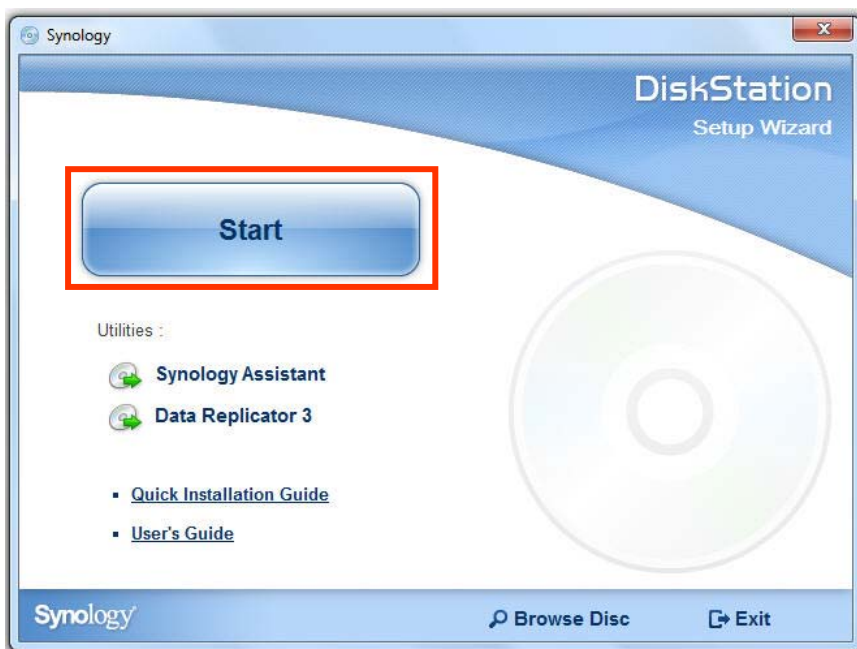 Synology
DiskStation
Setup Wizard
Start
Utilities :
Synology Assistant
Data Replicator 3
Quick Installation Guide
User's Guide
Synology
Browse Disc
Exit